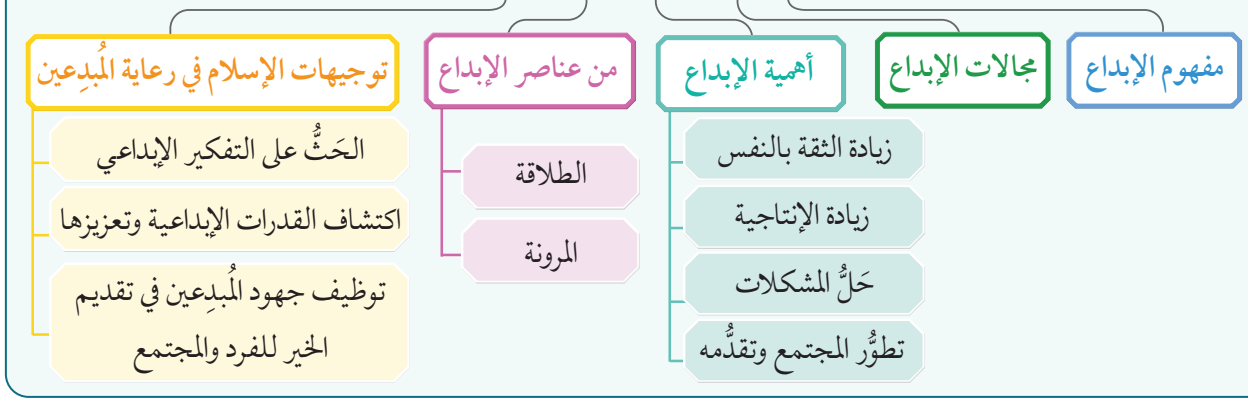 مفهوم الإبداع
مجالات الإبداع
أهمية الإبداع
زيادة الثقة بالنفس
زيادة الإنتاجية
حَلُّ المشكلات
تطوُّر المجتمع وتقدُّمه
من عناصر الإبداع
الطلاقة
المرونة
توجيهات الإسلام في رعاية المُبدِعين
الحَثُّ على التفكير الإبداعي
اكتشاف القدرات الإبداعية وتعزيزها
توظيف جهود المُبدِعين في تقديم
الخير للفرد والمجتمع